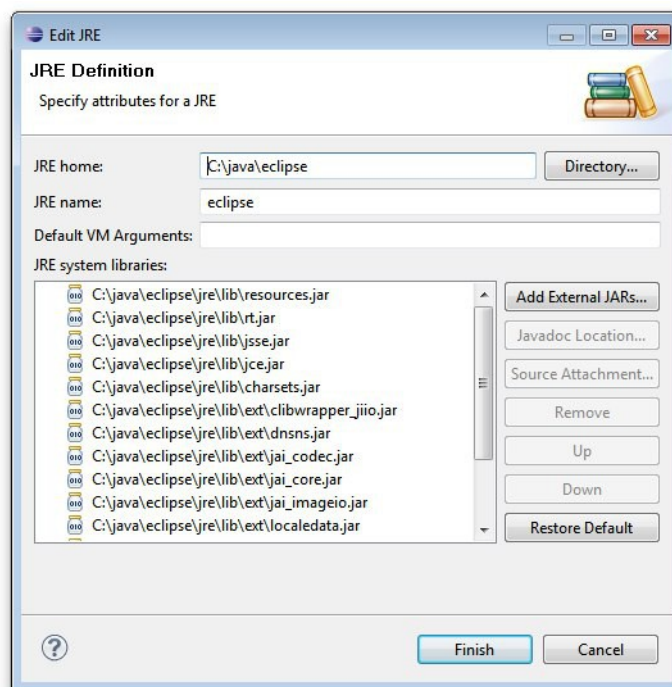 Edit JRE
JRE Definition
Specify attributes for a JRE
JRE home:
C:\java\eclipse
Directory...
JRE name:
eclipse
Default VM Arguments:
JRE system libraries:
C:\java\eclipse\jre\lib\resources.jar
C:\java\eclipse\jre\lib\rt.jar
C:\java\eclipse\jre\lib\jsse.jar
C:\java\eclipse\jre\lib\jce.jar
C:\java\eclipse\jre\lib\charsets.jar
C:\java\eclipse\jre\lib\ext\clibwrapper_jiio.jar
C:\java\eclipse\jre\lib\ext\dnsns.jar
C:\java\eclipse\jre\lib\ext\jai_codec.jar
C:\java\eclipse\jre\lib\ext\jai_core.jar
C:\java\eclipse\jre\lib\ext\jai_imageio.jar
C:\java\eclipse\jre\lib\ext\localedata.jar
Add External JARs...
Javadoc Location...
Source Attachment...
Remove
Up
Down
Restore Default
?
Finish
Cancel